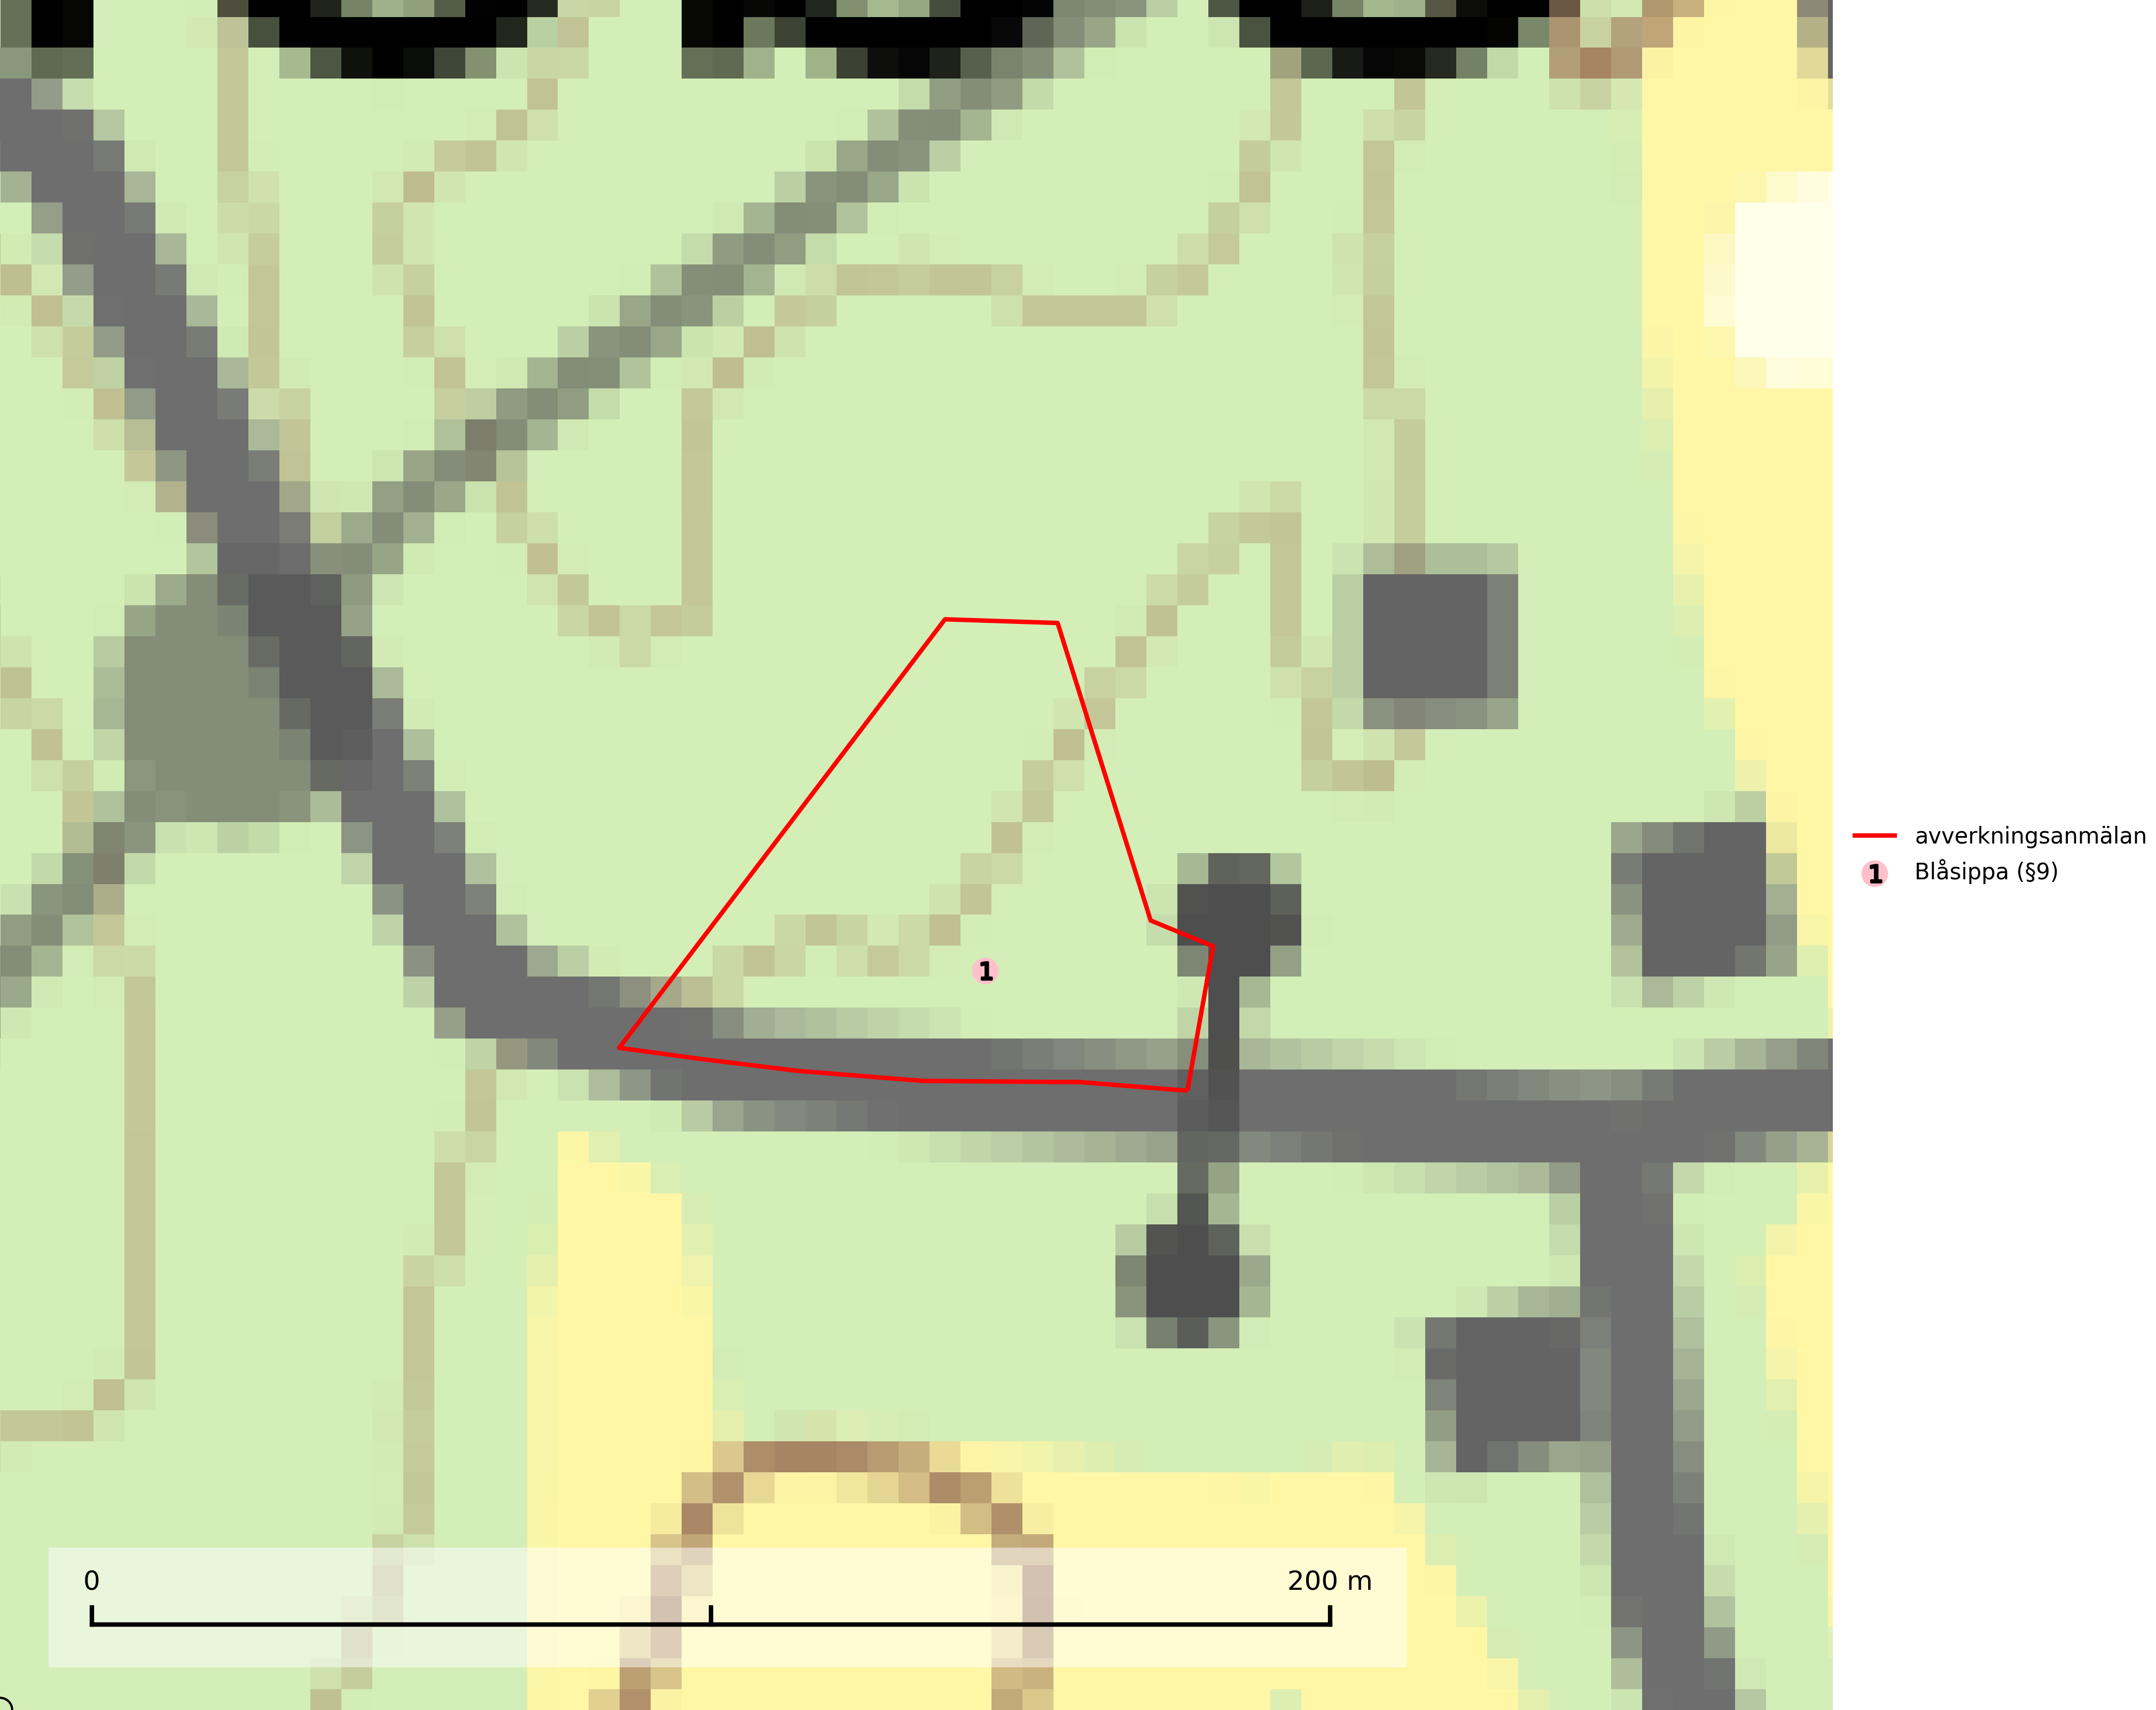 1
avverkningsanmälan
1 Blåsippa (§9)
0 200 m